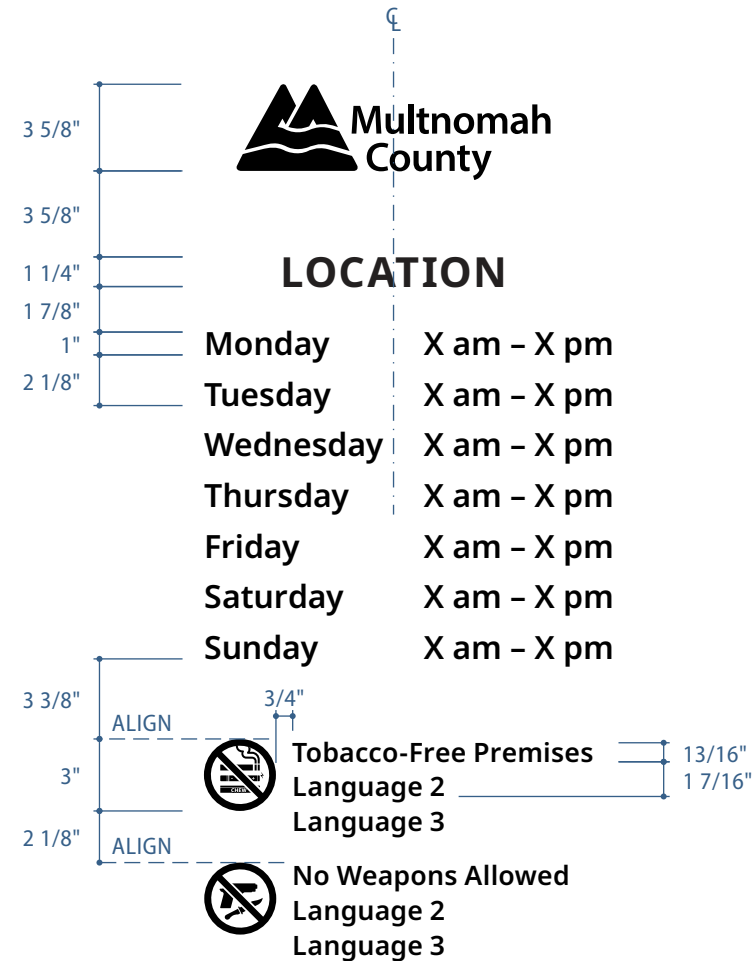 ℄
3 5/8"
Multnomah
County
3 5/8"
1 1/4"
LOCATION
1 7/8"
1"
Monday X am – X pm
2 1/8"
Tuesday X am – X pm
Wednesday X am – X pm
Thursday X am – X pm
Friday X am – X pm
Saturday X am – X pm
Sunday X am – X pm
3 3/8"
3/4"
ALIGN
Tobacco-Free Premises
13/16"
3"
Language 2
1 7/16"
CHEW
Language 3
2 1/8"
ALIGN
No Weapons Allowed
Language 2
Language 3